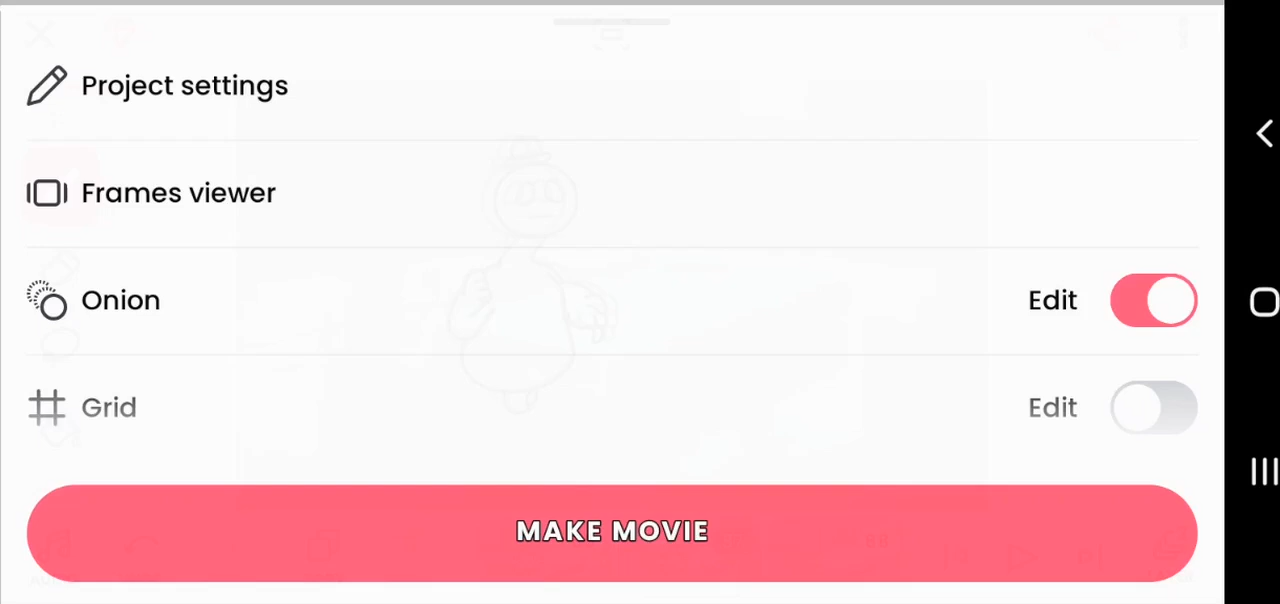 Project settings
Frames viewer
Onion Edit
Grid Edit
MAKE MOVIE